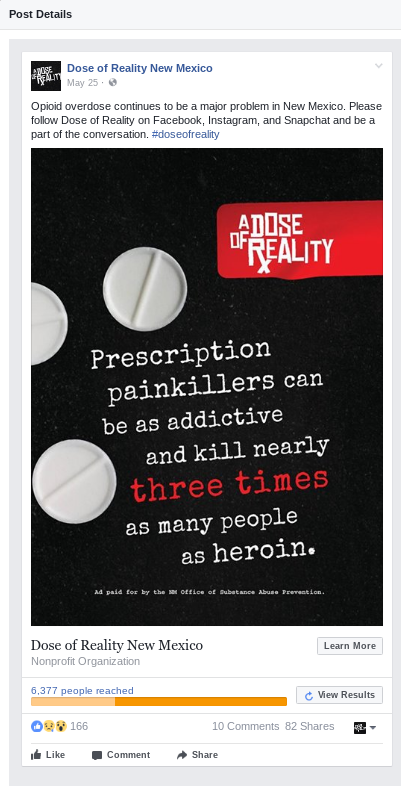 Post Details
Dose of Reality New Mexico
May 25 ·
Opioid overdose continues to be a major problem in New Mexico. Please
follow Dose of Reality on Facebook, Instagram, and Snapchat and be a
part of the conversation. #doseofreality
A DOSE
OF REALITY
Prescription
painkillers can
be as addictive
and kill nearly
three times
as many people
as heroin.
Ad paid for by the NM Office of Substance Abuse Prevention.
Dose of Reality New Mexico
Learn More
Nonprofit Organization
6,377 people reached
View Results
166
10 Comments 82 Shares
Like Comment Share